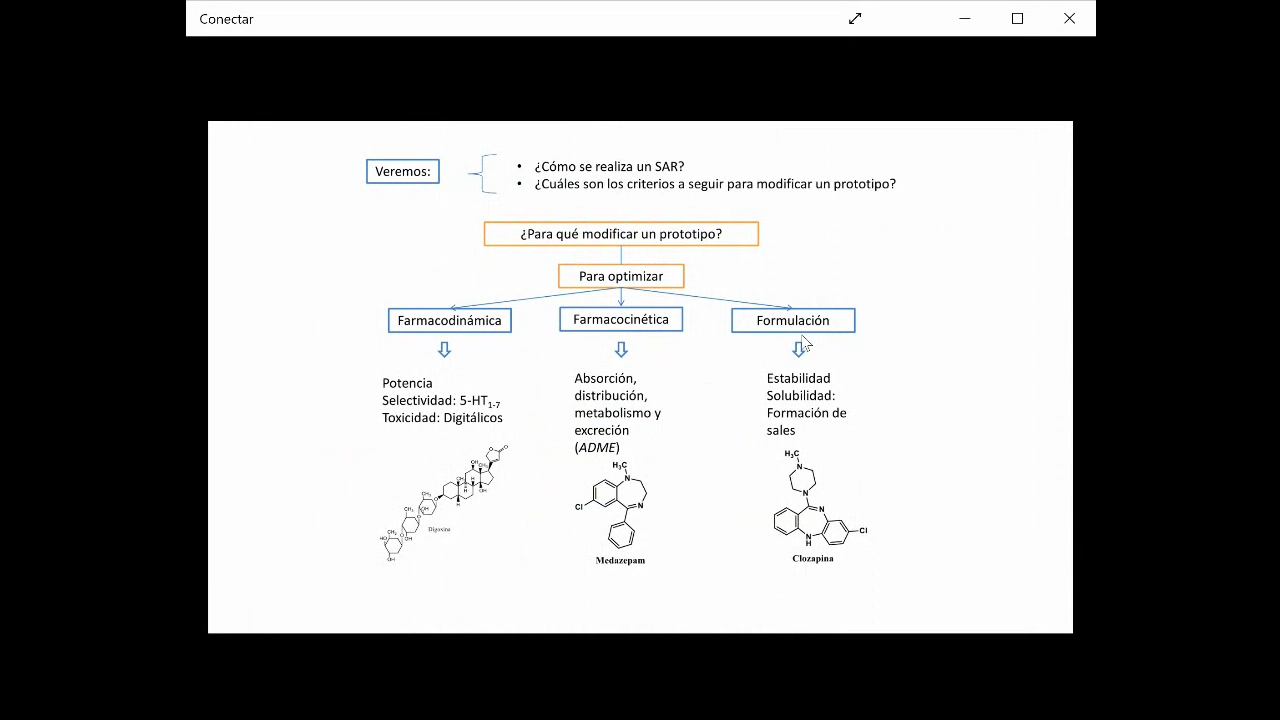 Conectar
Veremos:
• ¿Cómo se realiza un SAR?
• ¿Cuáles son los criterios a seguir para modificar un prototipo?
¿Para qué modificar un prototipo?
Para optimizar
Farmacodinámica
Farmacocinética
Formulación
Potencia
Selectividad: 5-HT1-7
Toxicidad: Digitálicos
Absorción,
distribución,
metabolismo y
excreción
(ADME)
Estabilidad
Solubilidad:
Formación de
sales
Digoxina
H3C
N
Cl
N
Medazepam
H3C
N
N
N
Cl
N
H
Clozapina